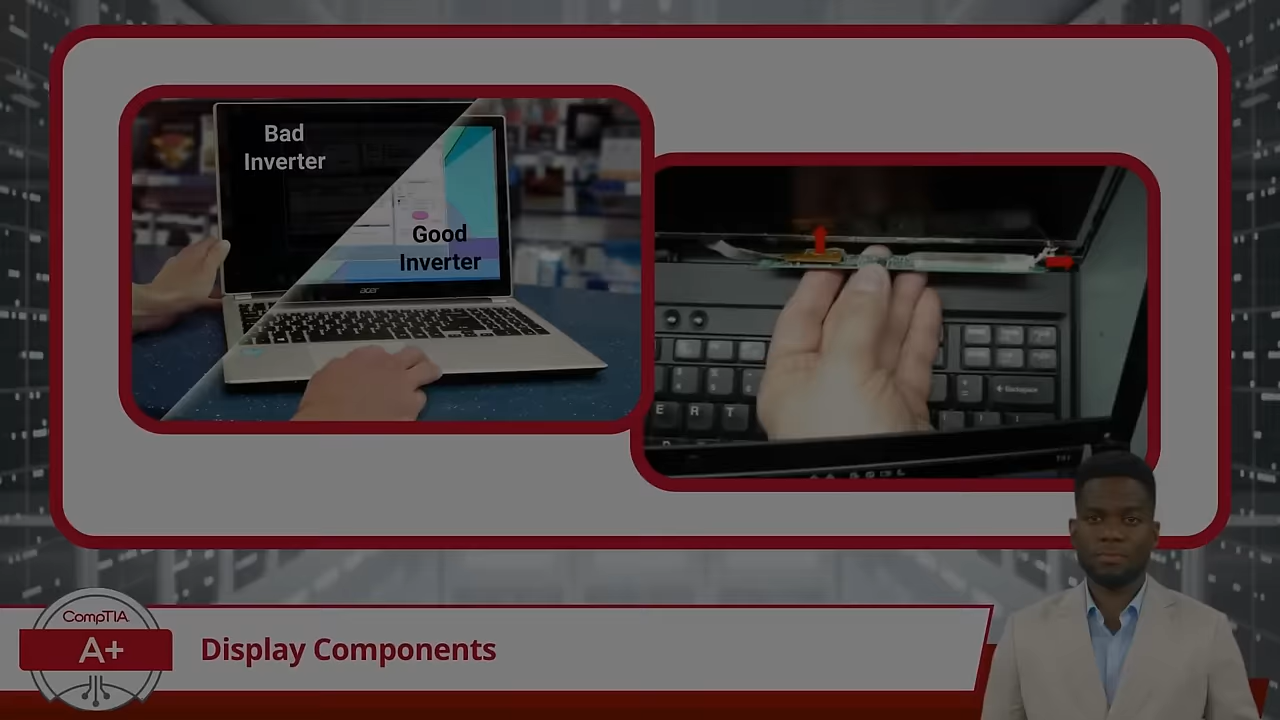 Bad
Inverter
Good
Inverter
acer
E R T
CompTIA
A+
Display Components